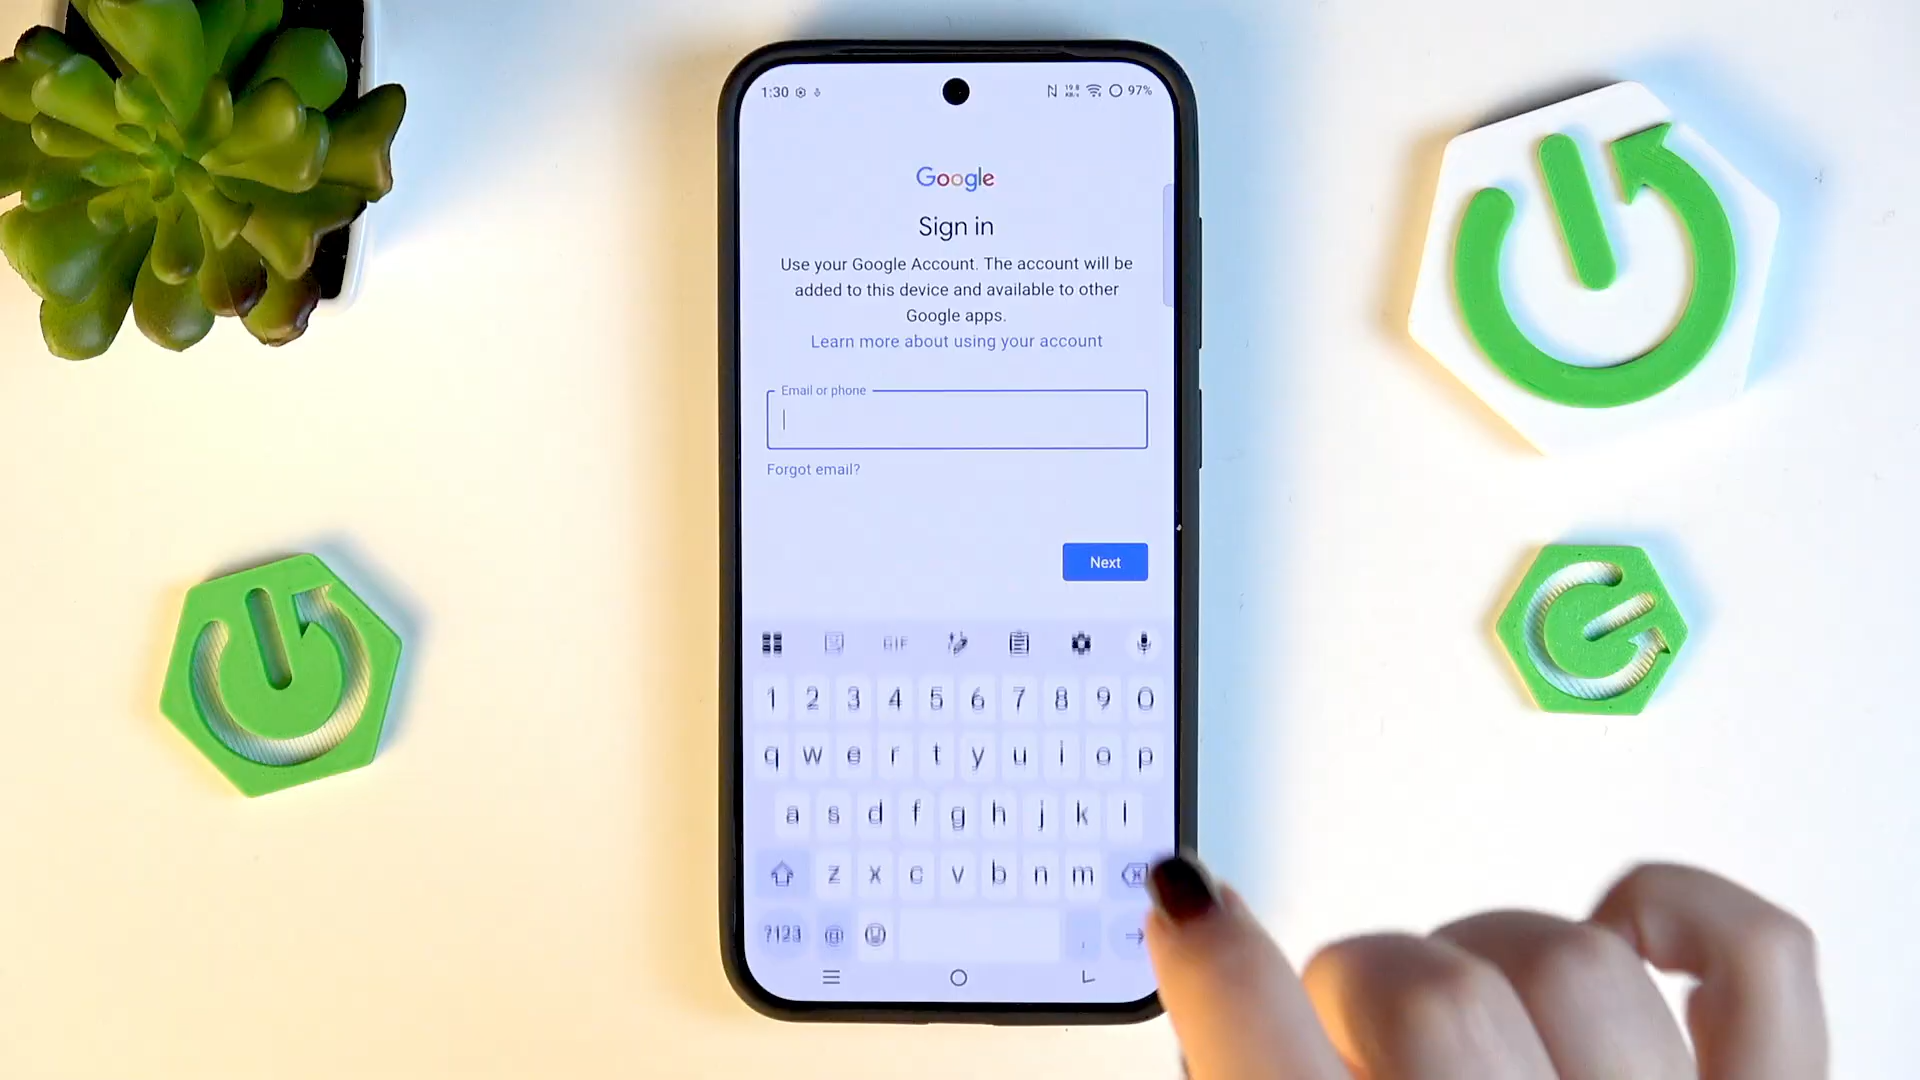 1:30 97%
Google
Sign in
Use your Google Account. The account will be
added to this device and available to other
Google apps.
Learn more about using your account
Email or phone
Forgot email?
Next
GIF
1 2 3 4 5 6 7 8 9 0
q w e r t y u i o p
a s d f g h j k l
z x c v b n m
?123 @ ,